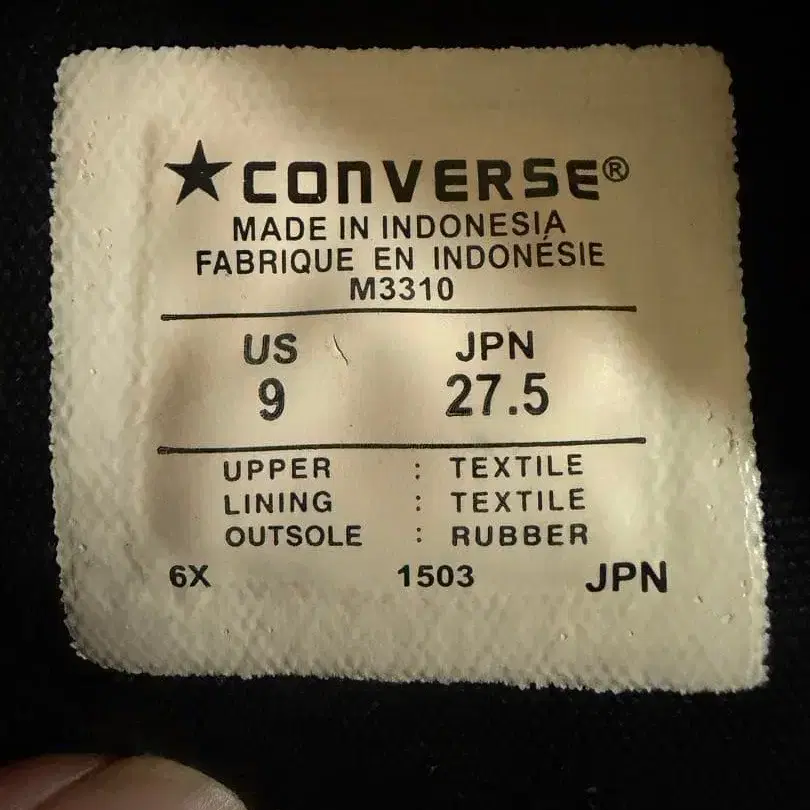 ★CONVERSE®
MADE IN INDONESIA
FABRIQUE EN INDONÉSIE
M3310
US JPN
9 27.5
UPPER : TEXTILE
LINING : TEXTILE
OUTSOLE : RUBBER
6X 1503 JPN